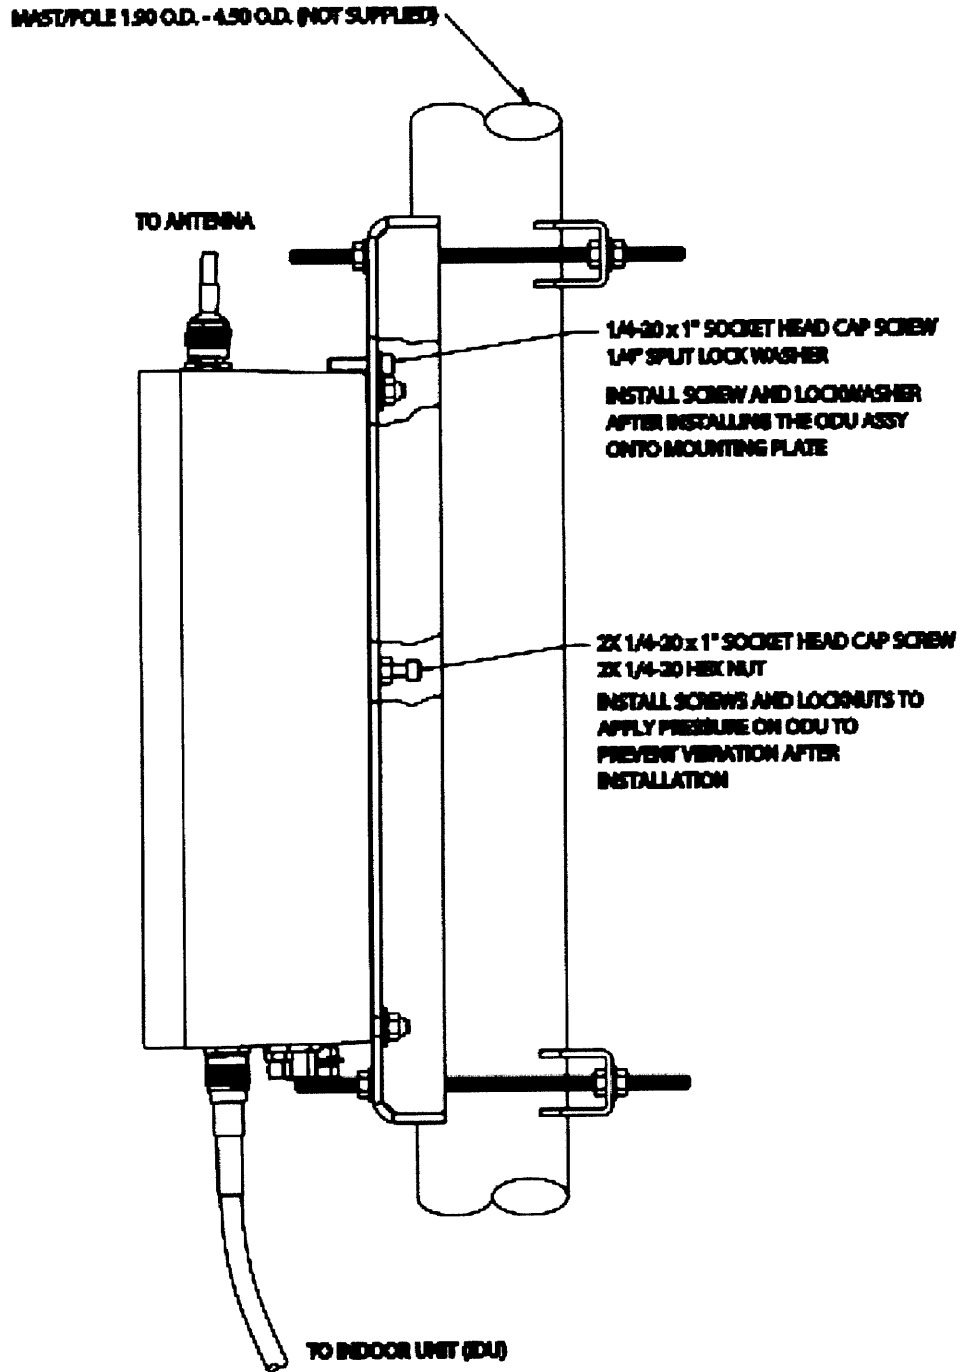 MAST/POLE 1.90 O.D. - 4.50 O.D. (NOT SUPPLIED)
TO ANTENNA
1/4-20 x 1" SOCKET HEAD CAP SCREW
1/4" SPLIT LOCK WASHER
INSTALL SCREW AND LOCKWASHER
AFTER INSTALLING THE ODU ASSY
ONTO MOUNTING PLATE
2X 1/4-20 x 1" SOCKET HEAD CAP SCREW
2X 1/4-20 HEX NUT
INSTALL SCREWS AND LOCKNUTS TO
APPLY PRESSURE ON ODU TO
PREVENT VIBRATION AFTER
INSTALLATION
TO INDOOR UNIT (IDU)